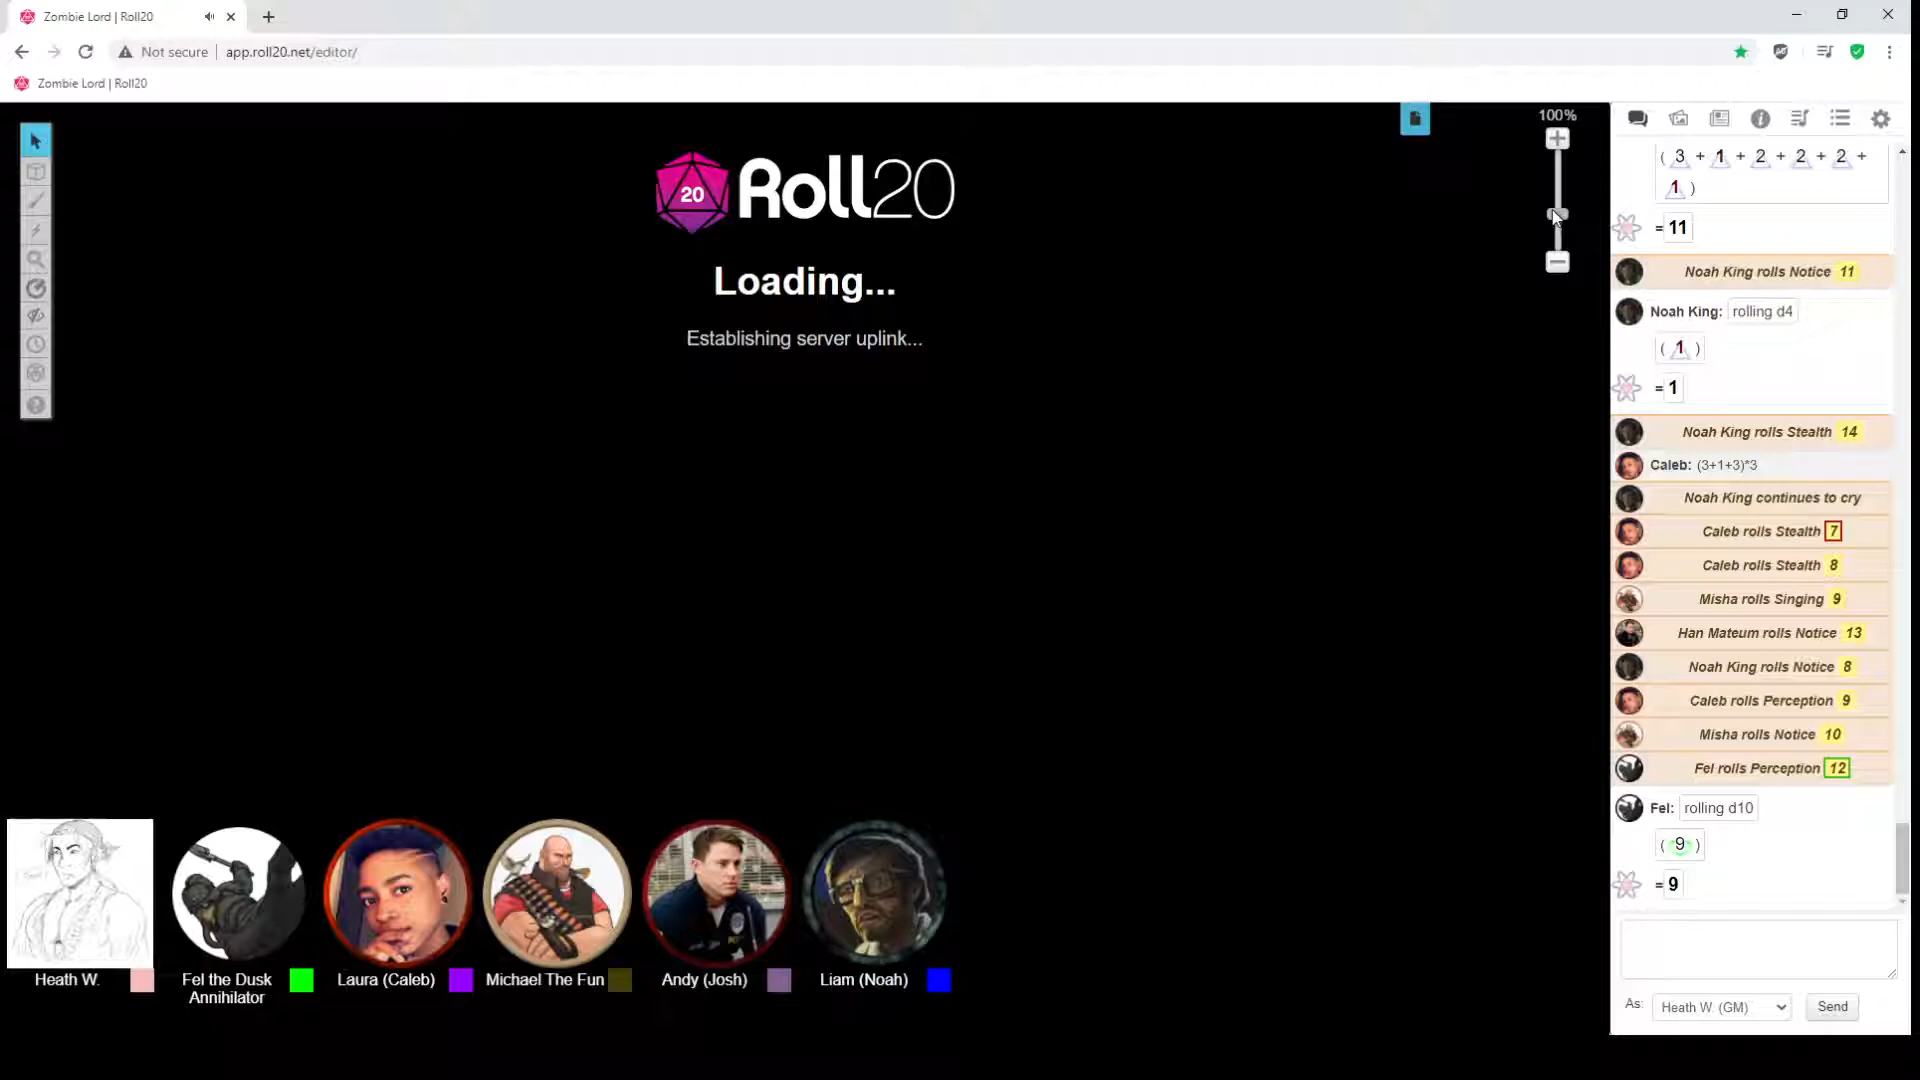 Zombie Lord | Roll20
Not secure | app.roll20.net/editor/
Zombie Lord | Roll20
100%
20 Roll20
Loading...
Establishing server uplink...
Heath W.
Fel the Dusk
Annihilator
Laura (Caleb)
Michael The Fun
Andy (Josh)
Liam (Noah)
( 3 + 1 + 2 + 2 + 2 +
1 )
= 11
Noah King rolls Notice 11
Noah King: rolling d4
( 1 )
= 1
Noah King rolls Stealth 14
Caleb: (3+1+3)*3
Noah King continues to cry
Caleb rolls Stealth 7
Caleb rolls Stealth 8
Misha rolls Singing 9
Han Mateum rolls Notice 13
Noah King rolls Notice 8
Caleb rolls Perception 9
Misha rolls Notice 10
Fel rolls Perception 12
Fel: rolling d10
( 9 )
= 9
As: Heath W. (GM) Send